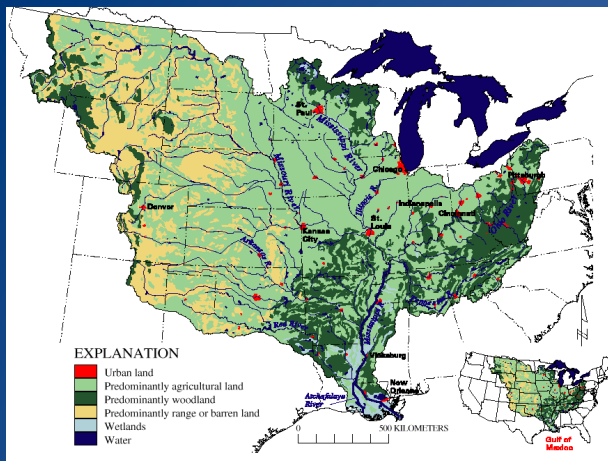 St.
Paul
Mississippi River
Missouri River
Chicago
Pittsburgh
Illinois R.
Indianapolis
Cincinnati
Ohio River
Denver
Kansas
City
St.
Louis
Arkansas R.
Tennessee R.
Red River
Mississippi R.
Vicksburg
New
Orleans
Atchafalaya
River
EXPLANATION
Urban land
Predominantly agricultural land
Predominantly woodland
Predominantly range or barren land
Wetlands
Water
0
500 KILOMETERS
Gulf of
Mexico